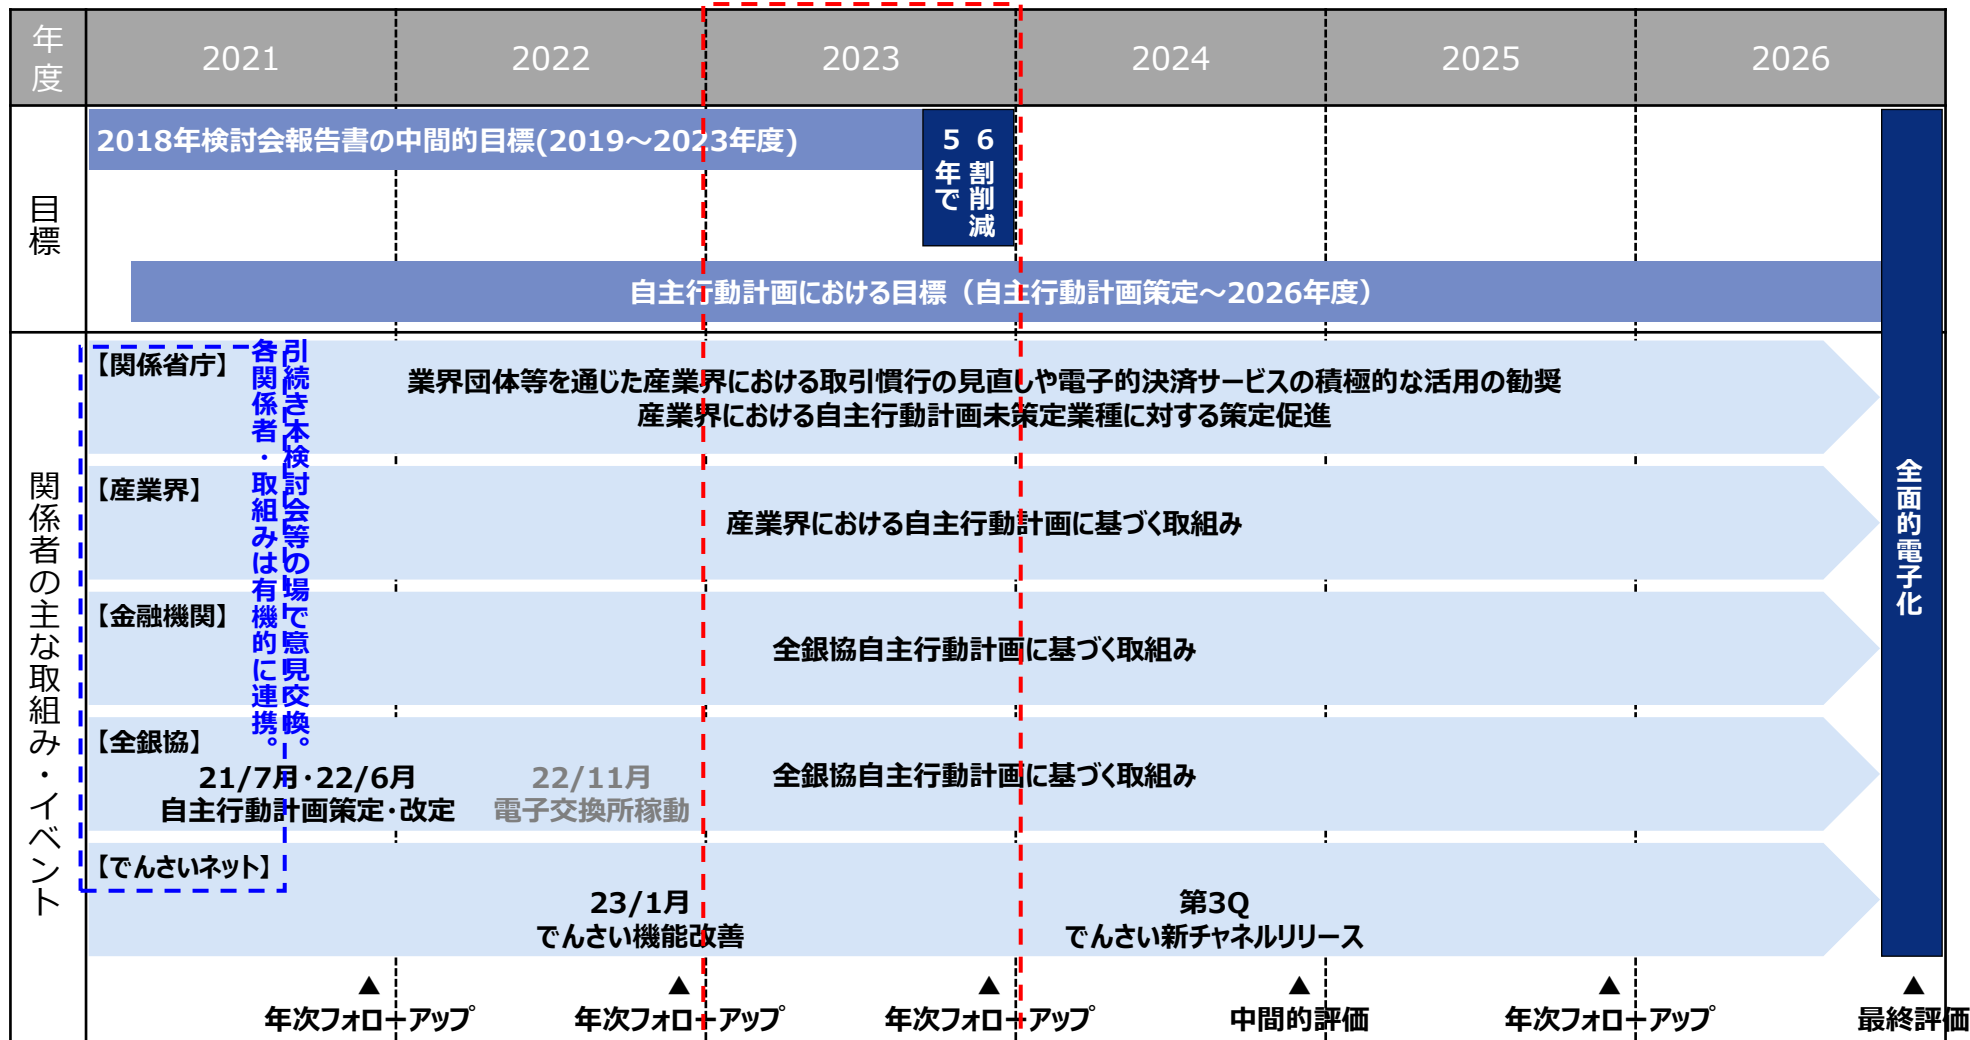 年度
2021
2022
2023
2024
2025
2026
目標
2018年検討会報告書の中間的目標(2019～2023年度)
５年で
６割削減
自主行動計画における目標（自主行動計画策定～2026年度）
全面的電子化
関係者の主な取組み・イベント
引続き本検討会等の場で意見交換。
各関係者・取組みは有機的に連携。
【関係省庁】
業界団体等を通じた産業界における取引慣行の見直しや電子的決済サービスの積極的な活用の勧奨
産業界における自主行動計画未策定業種に対する策定促進
【産業界】
産業界における自主行動計画に基づく取組み
【金融機関】
全銀協自主行動計画に基づく取組み
【全銀協】
21/7月・22/6月
自主行動計画策定・改定
22/11月
電子交換所稼動
全銀協自主行動計画に基づく取組み
【でんさいネット】
23/1月
でんさい機能改善
第3Q
でんさい新チャネルリリース
▲
年次フォローアップ
▲
年次フォローアップ
▲
年次フォローアップ
▲
中間的評価
▲
年次フォローアップ
▲
最終評価